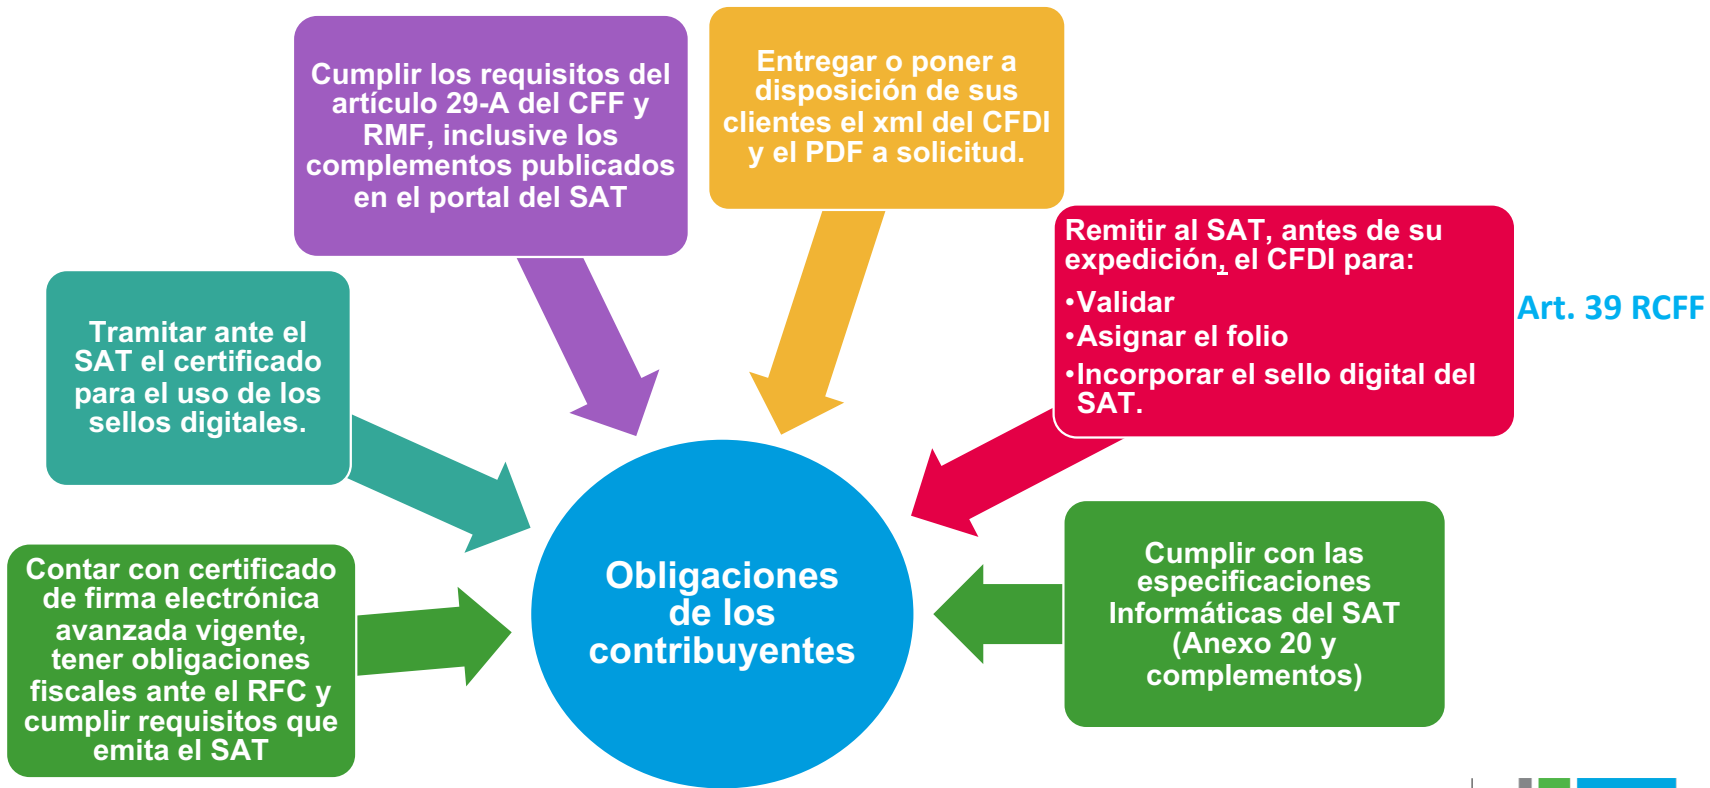 Cumplir los requisitos del
artículo 29-A del CFF y
RMF, inclusive los
complementos publicados
en el portal del SAT
Entregar o poner a
disposición de sus
clientes el xml del CFDI
y el PDF a solicitud.
Remitir al SAT, antes de su
expedición, el CFDI para:
•Validar
•Asignar el folio
•Incorporar el sello digital del
SAT.
Art. 39 RCFF
Tramitar ante el
SAT el certificado
para el uso de los
sellos digitales.
Contar con certificado
de firma electrónica
avanzada vigente,
tener obligaciones
fiscales ante el RFC y
cumplir requisitos que
emita el SAT
Obligaciones
de los
contribuyentes
Cumplir con las
especificaciones
Informáticas del SAT
(Anexo 20 y
complementos)